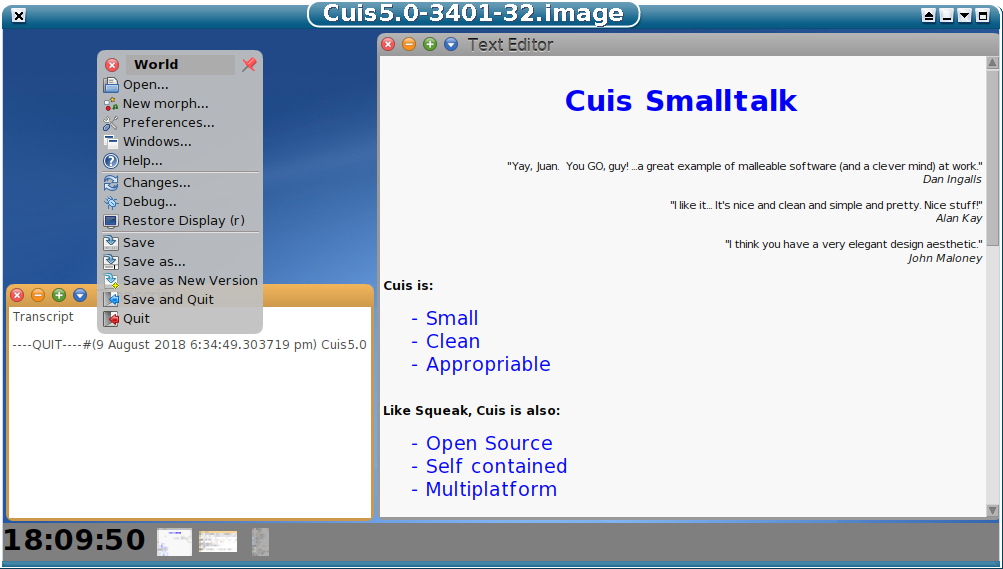 Cuis5.0-3401-32.image
World
Open...
New morph...
Preferences...
Windows...
Help...
Changes...
Debug...
Restore Display (r)
Save
Save as...
Save as New Version
Save and Quit
Quit
Transcript
----QUIT----#(9 August 2018 6:34:49.303719 pm) Cuis5.0
Text Editor
Cuis Smalltalk
"Yay, Juan.  You GO, guy! ...a great example of malleable software (and a clever mind) at work."
Dan Ingalls
"I like it... It's nice and clean and simple and pretty. Nice stuff!"
Alan Kay
"I think you have a very elegant design aesthetic."
John Maloney
Cuis is:
- Small
- Clean
- Appropriable
Like Squeak, Cuis is also:
- Open Source
- Self contained
- Multiplatform
18:09:50